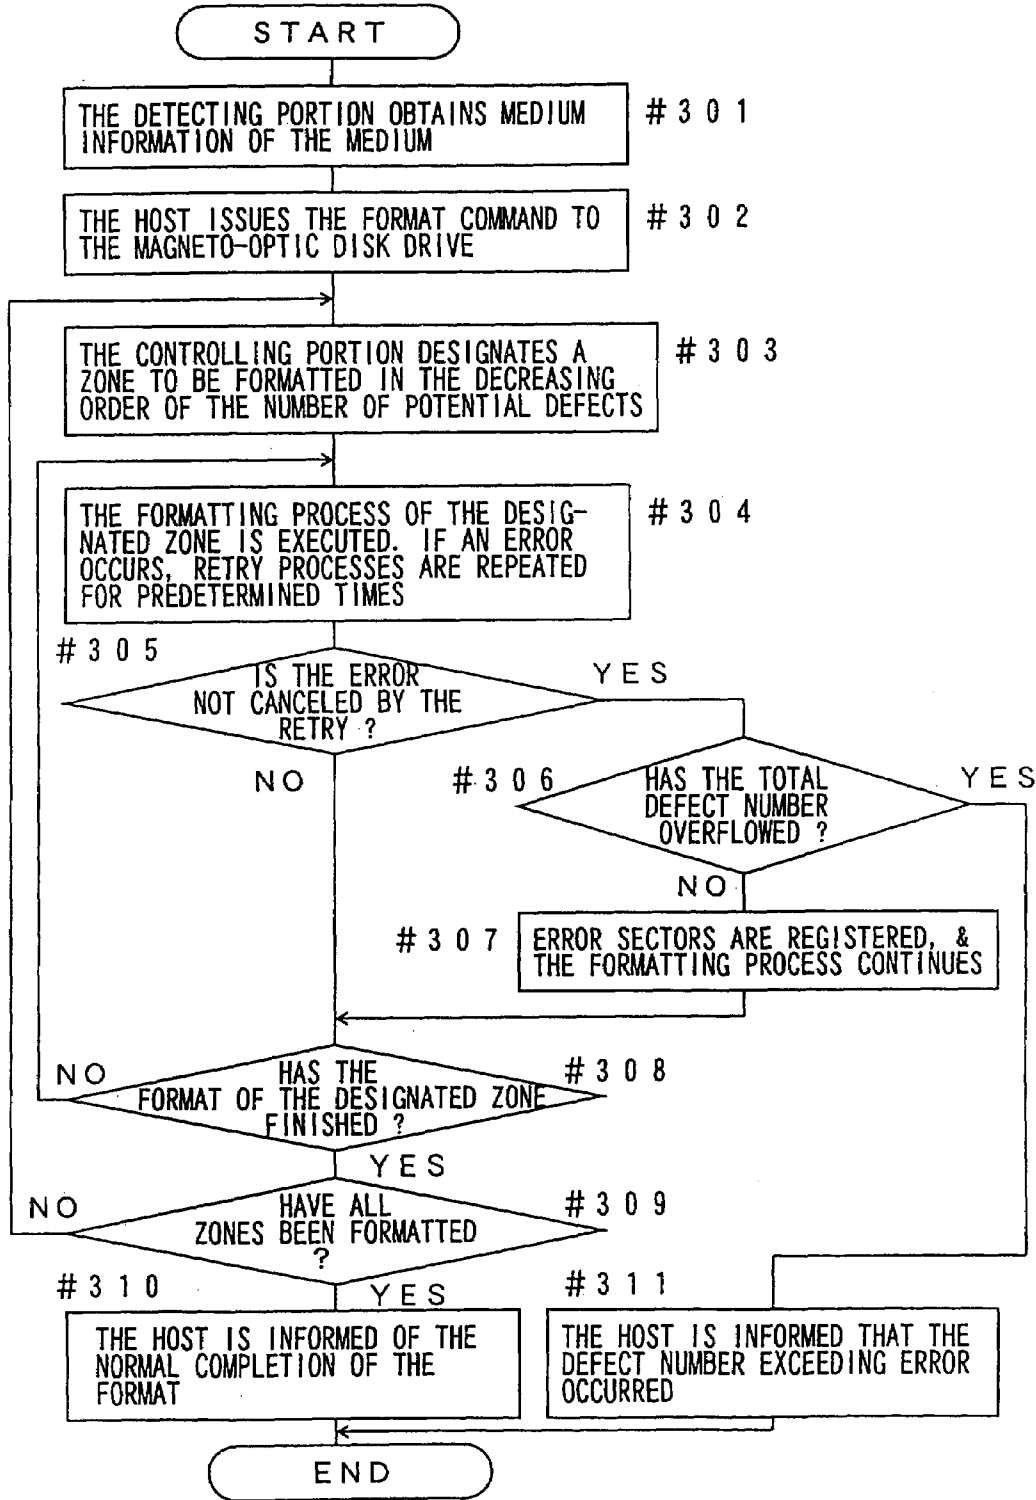 START
THE DETECTING PORTION OBTAINS MEDIUM
INFORMATION OF THE MEDIUM
#301
THE HOST ISSUES THE FORMAT COMMAND TO
THE MAGNETO-OPTIC DISK DRIVE
#302
THE CONTROLLING PORTION DESIGNATES A
ZONE TO BE FORMATTED IN THE DECREASING
ORDER OF THE NUMBER OF POTENTIAL DEFECTS
#303
THE FORMATTING PROCESS OF THE DESIG-
NATED ZONE IS EXECUTED. IF AN ERROR
OCCURS, RETRY PROCESSES ARE REPEATED
FOR PREDETERMINED TIMES
#304
#305
IS THE ERROR
NOT CANCELED BY THE
RETRY ?
YES
NO
#306
HAS THE TOTAL
DEFECT NUMBER
OVERFLOWED ?
YES
NO
#307
ERROR SECTORS ARE REGISTERED, &
THE FORMATTING PROCESS CONTINUES
NO
HAS THE
FORMAT OF THE DESIGNATED ZONE
FINISHED ?
#308
YES
NO
HAVE ALL
ZONES BEEN FORMATTED
?
#309
YES
#310
THE HOST IS INFORMED OF THE
NORMAL COMPLETION OF THE
FORMAT
#311
THE HOST IS INFORMED THAT THE
DEFECT NUMBER EXCEEDING ERROR
OCCURRED
END